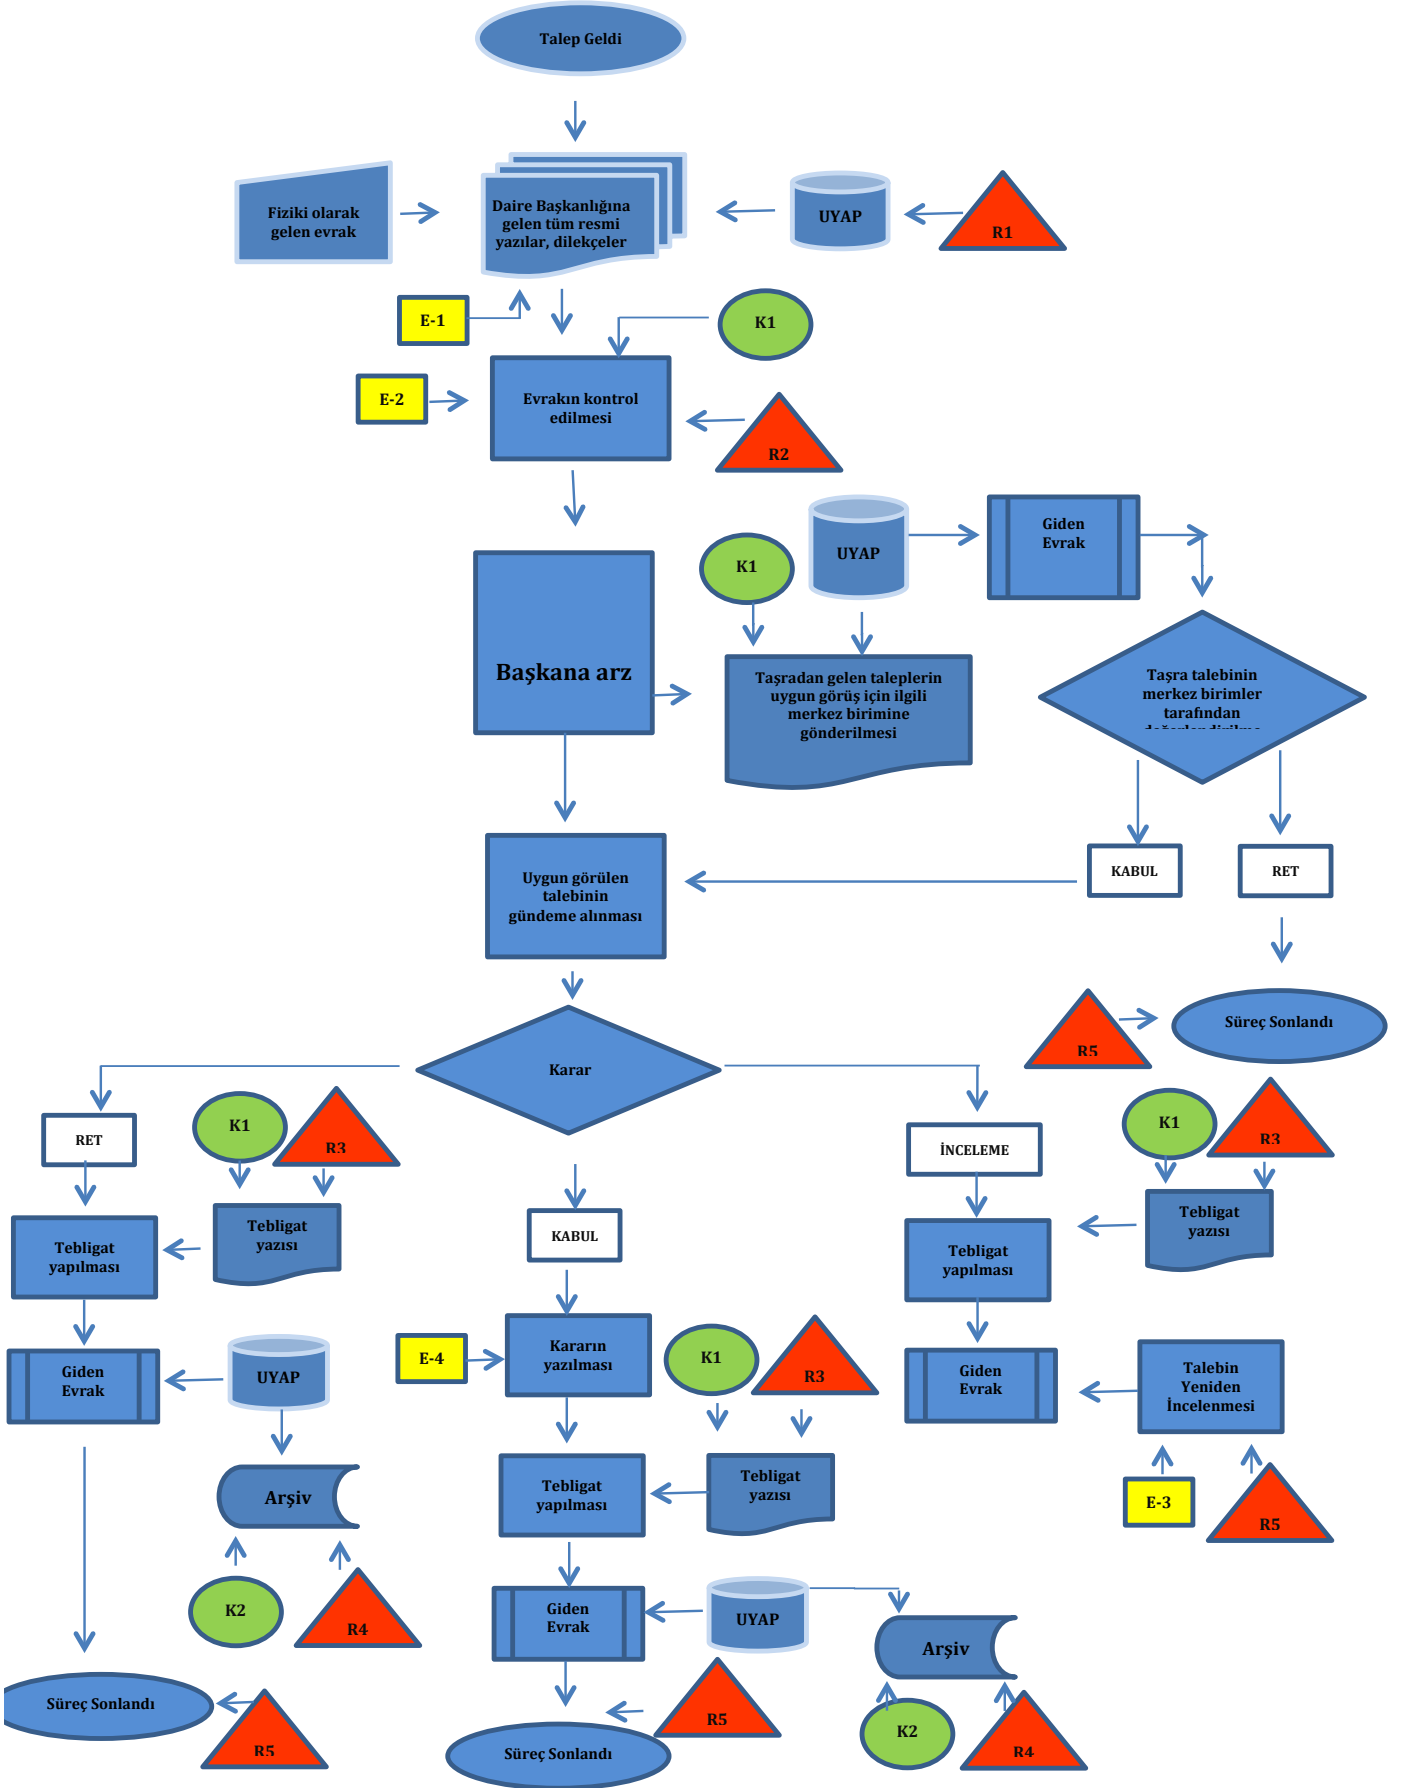 Talep Geldi
Fiziki olarak
gelen evrak
Daire Başkanlığına
gelen tüm resmi
yazılar, dilekçeler
UYAP
R1
E-1
K1
E-2
Evrakın kontrol
edilmesi
R2
Başkana arz
K1
UYAP
Giden
Evrak
Taşradan gelen taleplerin
uygun görüş için ilgili
merkez birimine
gönderilmesi
Taşra talebinin
merkez birimler
tarafından
KABUL
RET
Uygun görülen
talebinin
gündeme alınması
R5
Süreç Sonlandı
Karar
RET
K1
R3
Tebligat
yapılması
Tebligat
yazısı
Giden
Evrak
UYAP
Arşiv
K2
R4
Süreç Sonlandı
R5
KABUL
E-4
Kararın
yazılması
K1
R3
Tebligat
yapılması
Tebligat
yazısı
Giden
Evrak
UYAP
Arşiv
K2
R4
R5
Süreç Sonlandı
İNCELEME
K1
R3
Tebligat
yapılması
Tebligat
yazısı
Giden
Evrak
Talebin
Yeniden
İncelenmesi
E-3
R5